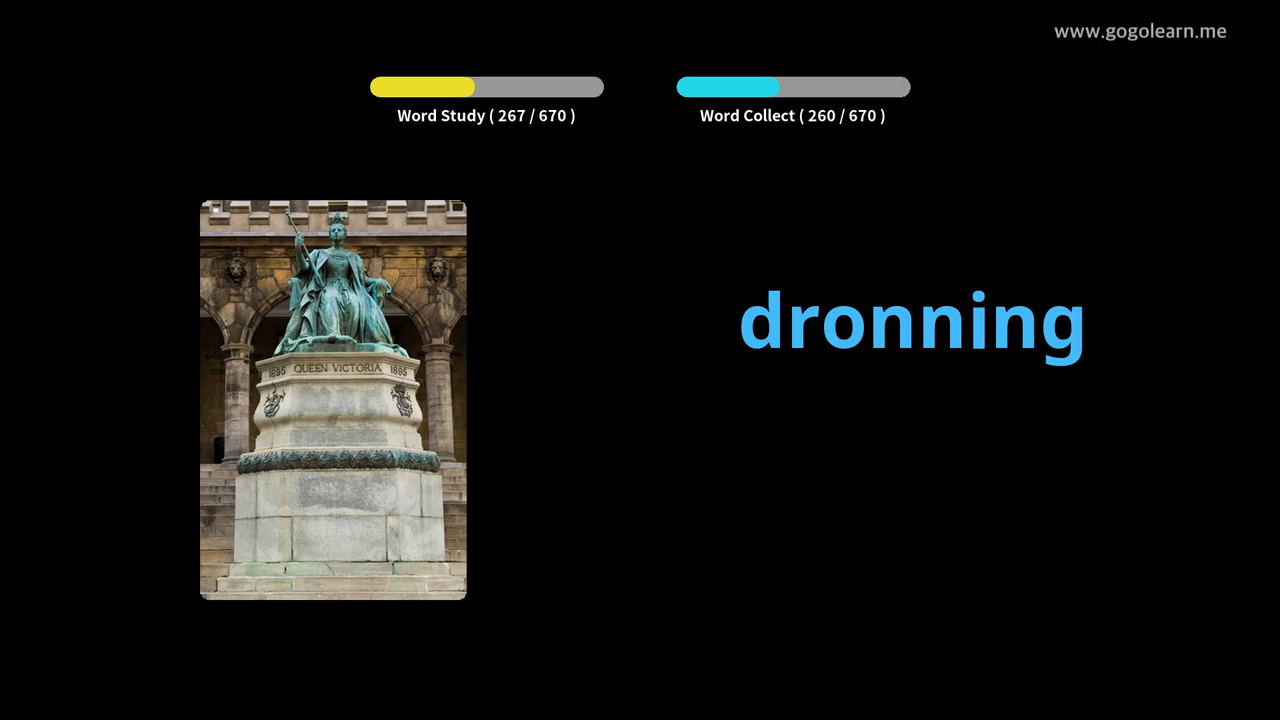 www.gogolearn.me
Word Study ( 267 / 670 )
Word Collect ( 260 / 670 )
dronning
1895 QUEEN VICTORIA 1895